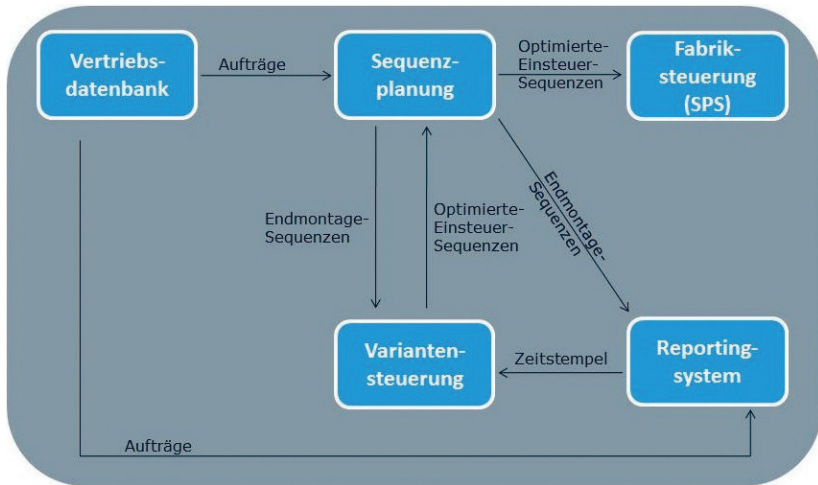 Vertriebs-
datenbank
Aufträge
Sequenz-
planung
Optimierte-
Einsteuer-
Sequenzen
Fabrik-
steuerung
(SPS)
Endmontage-
Sequenzen
Optimierte-
Einsteuer-
Sequenzen
Endmontage-
Sequenzen
Varianten-
steuerung
Zeitstempel
Reporting-
system
Aufträge